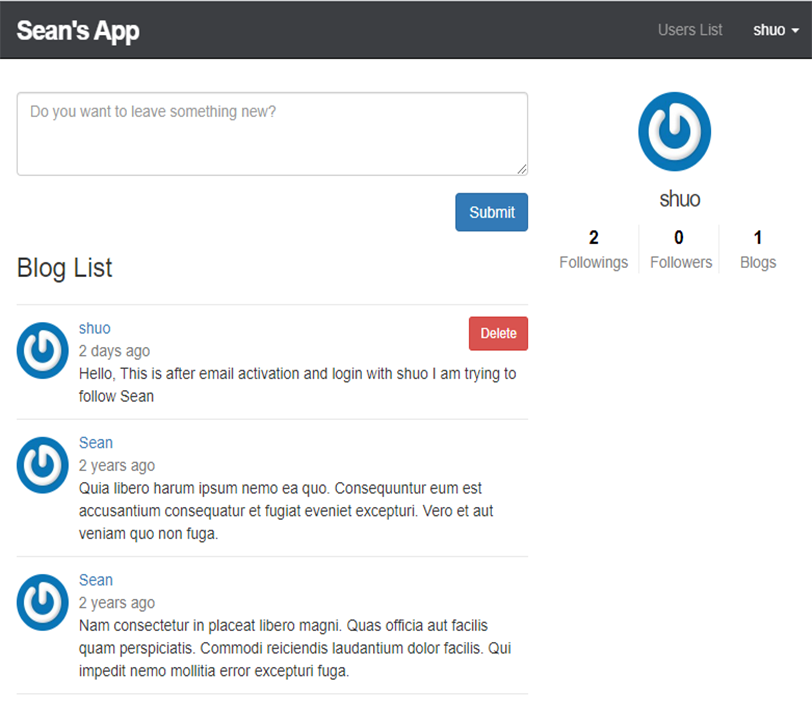 Sean's App
Users List
shuo
Do you want to leave something new?
Submit
shuo
2
Followings
0
Followers
1
Blogs
Blog List
shuo
Delete
2 days ago
Hello, This is after email activation and login with shuo I am trying to
follow Sean
Sean
2 years ago
Quia libero harum ipsum nemo ea quo. Consequuntur eum est
accusantium consequatur et fugiat eveniet excepturi. Vero et aut
veniam quo non fuga.
Sean
2 years ago
Nam consectetur in placeat libero magni. Quas officia aut facilis
quam perspiciatis. Commodi reiciendis laudantium dolor facilis. Qui
impedit nemo mollitia error excepturi fuga.